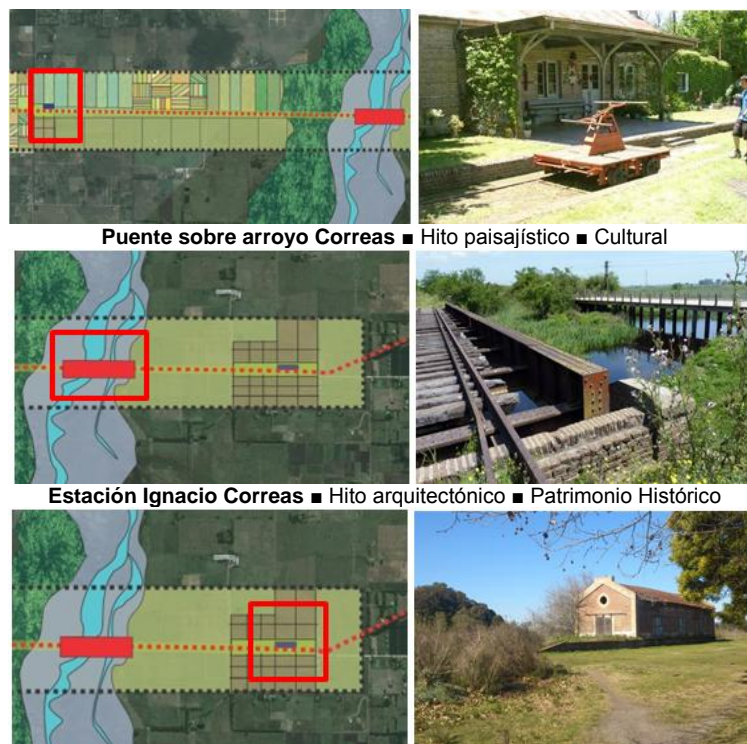 Puente sobre arroyo Correas ■ Hito paisajístico ■ Cultural
Estación Ignacio Correas ■ Hito arquitectónico ■ Patrimonio Histórico